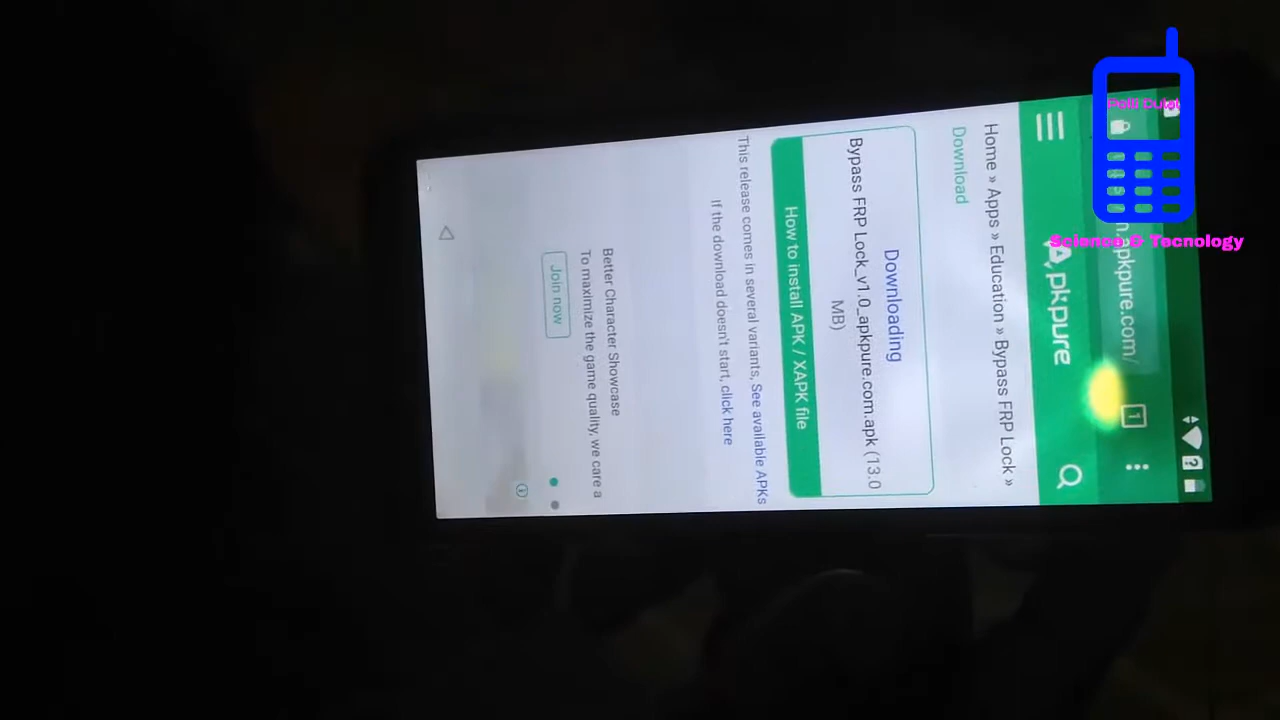 pkpure.com/
1
pkpure
Home » Apps » Education » Bypass FRP Lock »
Download
Downloading
Bypass FRP Lock_v1.0_apkpure.com.apk (13.0
MB)
How to install APK / XAPK file
This release comes in several variants, See available APKs
If the download doesn't start, click here
Better Character Showcase
To maximize the game quality, we care a
Join now
Science & Tecnology